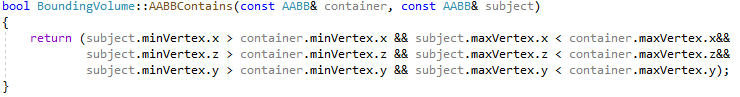 bool BoundingVolume::AABBContains(const AABB& container, const AABB& subject)
{
    return (subject.minVertex.x > container.minVertex.x && subject.maxVertex.x < container.maxVertex.x&&
            subject.minVertex.z > container.minVertex.z && subject.maxVertex.z < container.maxVertex.z&&
            subject.minVertex.y > container.minVertex.y && subject.maxVertex.y < container.maxVertex.y);
}